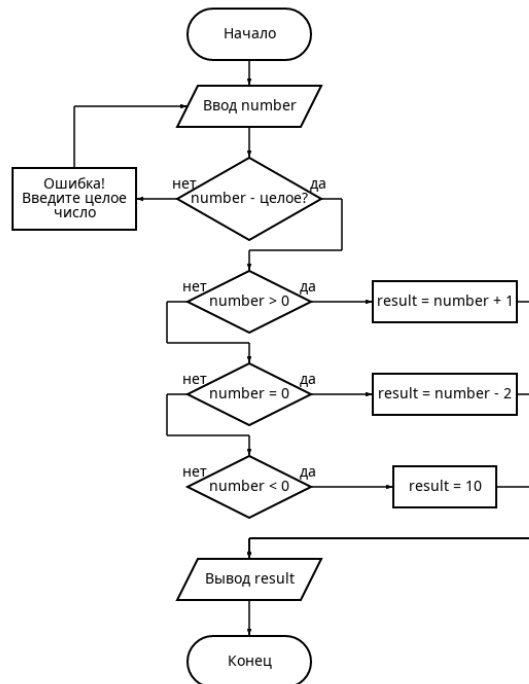 Начало
Ввод number
нет
number - целое?
да
Ошибка!
Введите целое
число
нет
number > 0
да
result = number + 1
нет
number = 0
да
result = number - 2
нет
number < 0
да
result = 10
Вывод result
Конец